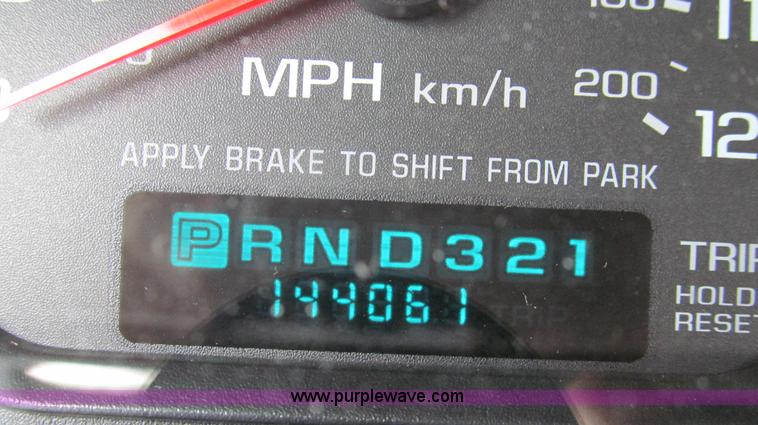 MPH km/h
200
APPLY BRAKE TO SHIFT FROM PARK
P R N D 3 2 1
144061
TRIP
HOLD
RESET
www.purplewave.com